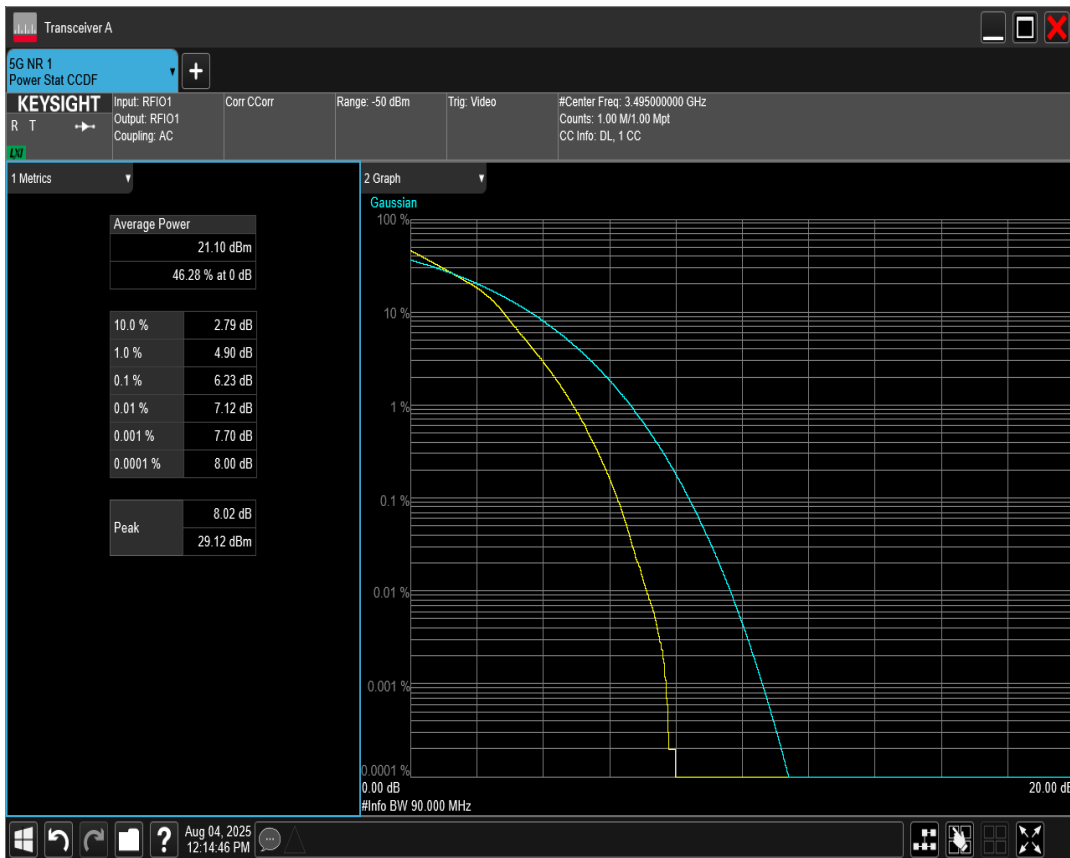 Transceiver A
5G NR 1
Power Stat CCDF
+
KEYSIGHT
R T
LXI
Input: RFIO1
Output: RFIO1
Coupling: AC
Corr CCorr
Range: -50 dBm
Trig: Video
#Center Freq: 3.495000000 GHz
Counts: 1.00 M/1.00 Mpt
CC Info: DL, 1 CC
1 Metrics
Average Power
21.10 dBm
46.28 % at 0 dB
10.0 % 2.79 dB
1.0 % 4.90 dB
0.1 % 6.23 dB
0.01 % 7.12 dB
0.001 % 7.70 dB
0.0001 % 8.00 dB
Peak
8.02 dB
29.12 dBm
2 Graph
Gaussian
100 %
10 %
1 %
0.1 %
0.01 %
0.001 %
0.0001 %
0.00 dB 20.00 dB
#Info BW 90.000 MHz
?
Aug 04, 2025
12:14:46 PM